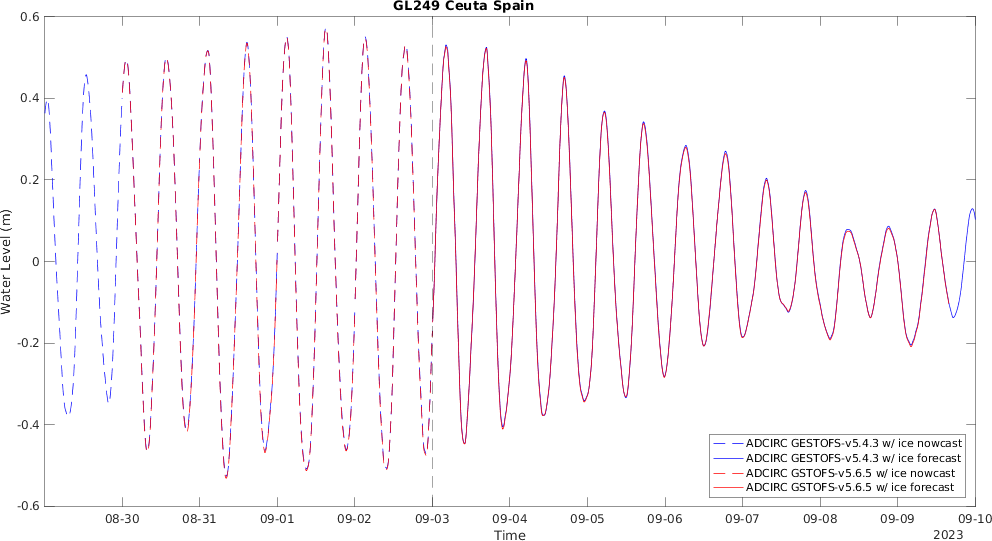 GL249 Ceuta Spain
0.6
0.4
0.2
0
-0.2
-0.4
-0.6
Water Level (m)
ADCIRC GESTOFS-v5.4.3 w/ ice nowcast
ADCIRC GESTOFS-v5.4.3 w/ ice forecast
ADCIRC GSTOFS-v5.6.5 w/ ice nowcast
ADCIRC GSTOFS-v5.6.5 w/ ice forecast
08-30 08-31 09-01 09-02 09-03 09-04 09-05 09-06 09-07 09-08 09-09 09-10
Time
2023